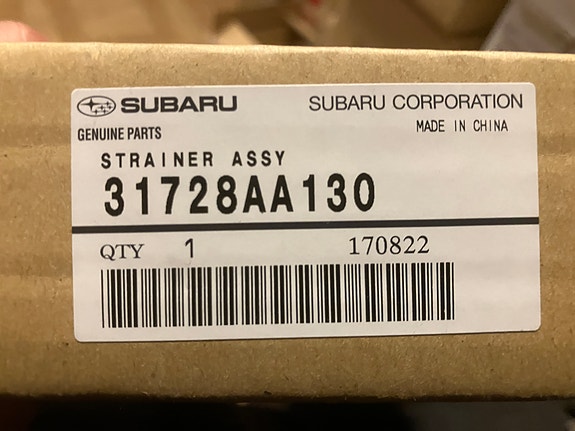 SUBARU SUBARU CORPORATION
GENUINE PARTS MADE IN CHINA
STRAINER ASSY
31728AA130
QTY 1 170822